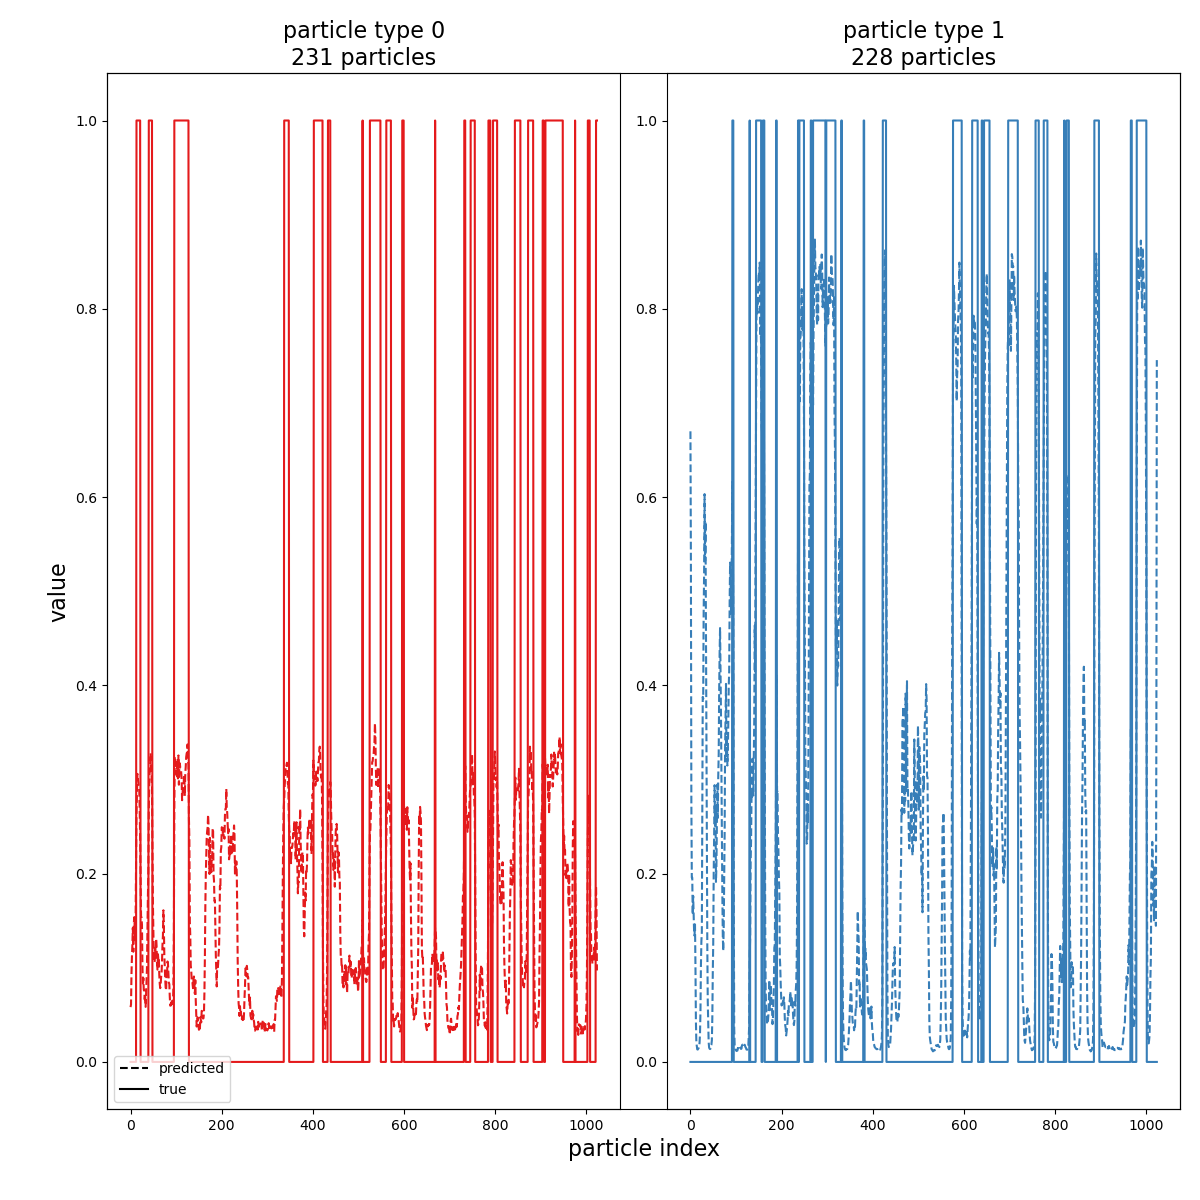 particle type 0
231 particles
particle type 1
228 particles
1.0
0.8
0.6
0.4
0.2
0.0
1.0
0.8
0.6
0.4
0.2
0.0
value
predicted
true
0 200 400 600 800 1000
0 200 400 600 800 1000
particle index